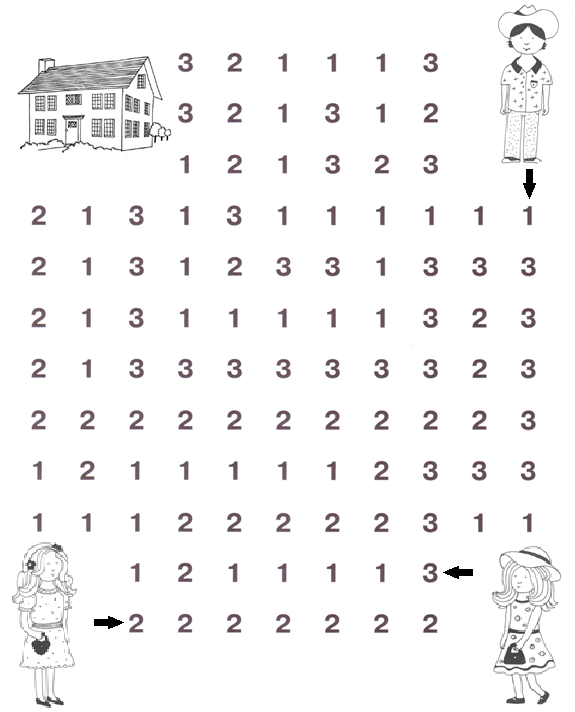 3 2 1 1 1 3
3 2 1 3 1 2
1 2 1 3 2 3
2 1 3 1 3 1 1 1 1 1 1
2 1 3 1 2 3 3 1 3 3 3
2 1 3 1 1 1 1 1 3 2 3
2 1 3 3 3 3 3 3 3 2 3
2 2 2 2 2 2 2 2 2 2 3
1 2 1 1 1 1 1 2 3 3 3
1 1 1 2 2 2 2 2 3 1 1
1 2 1 1 1 1 3
2 2 2 2 2 2 2